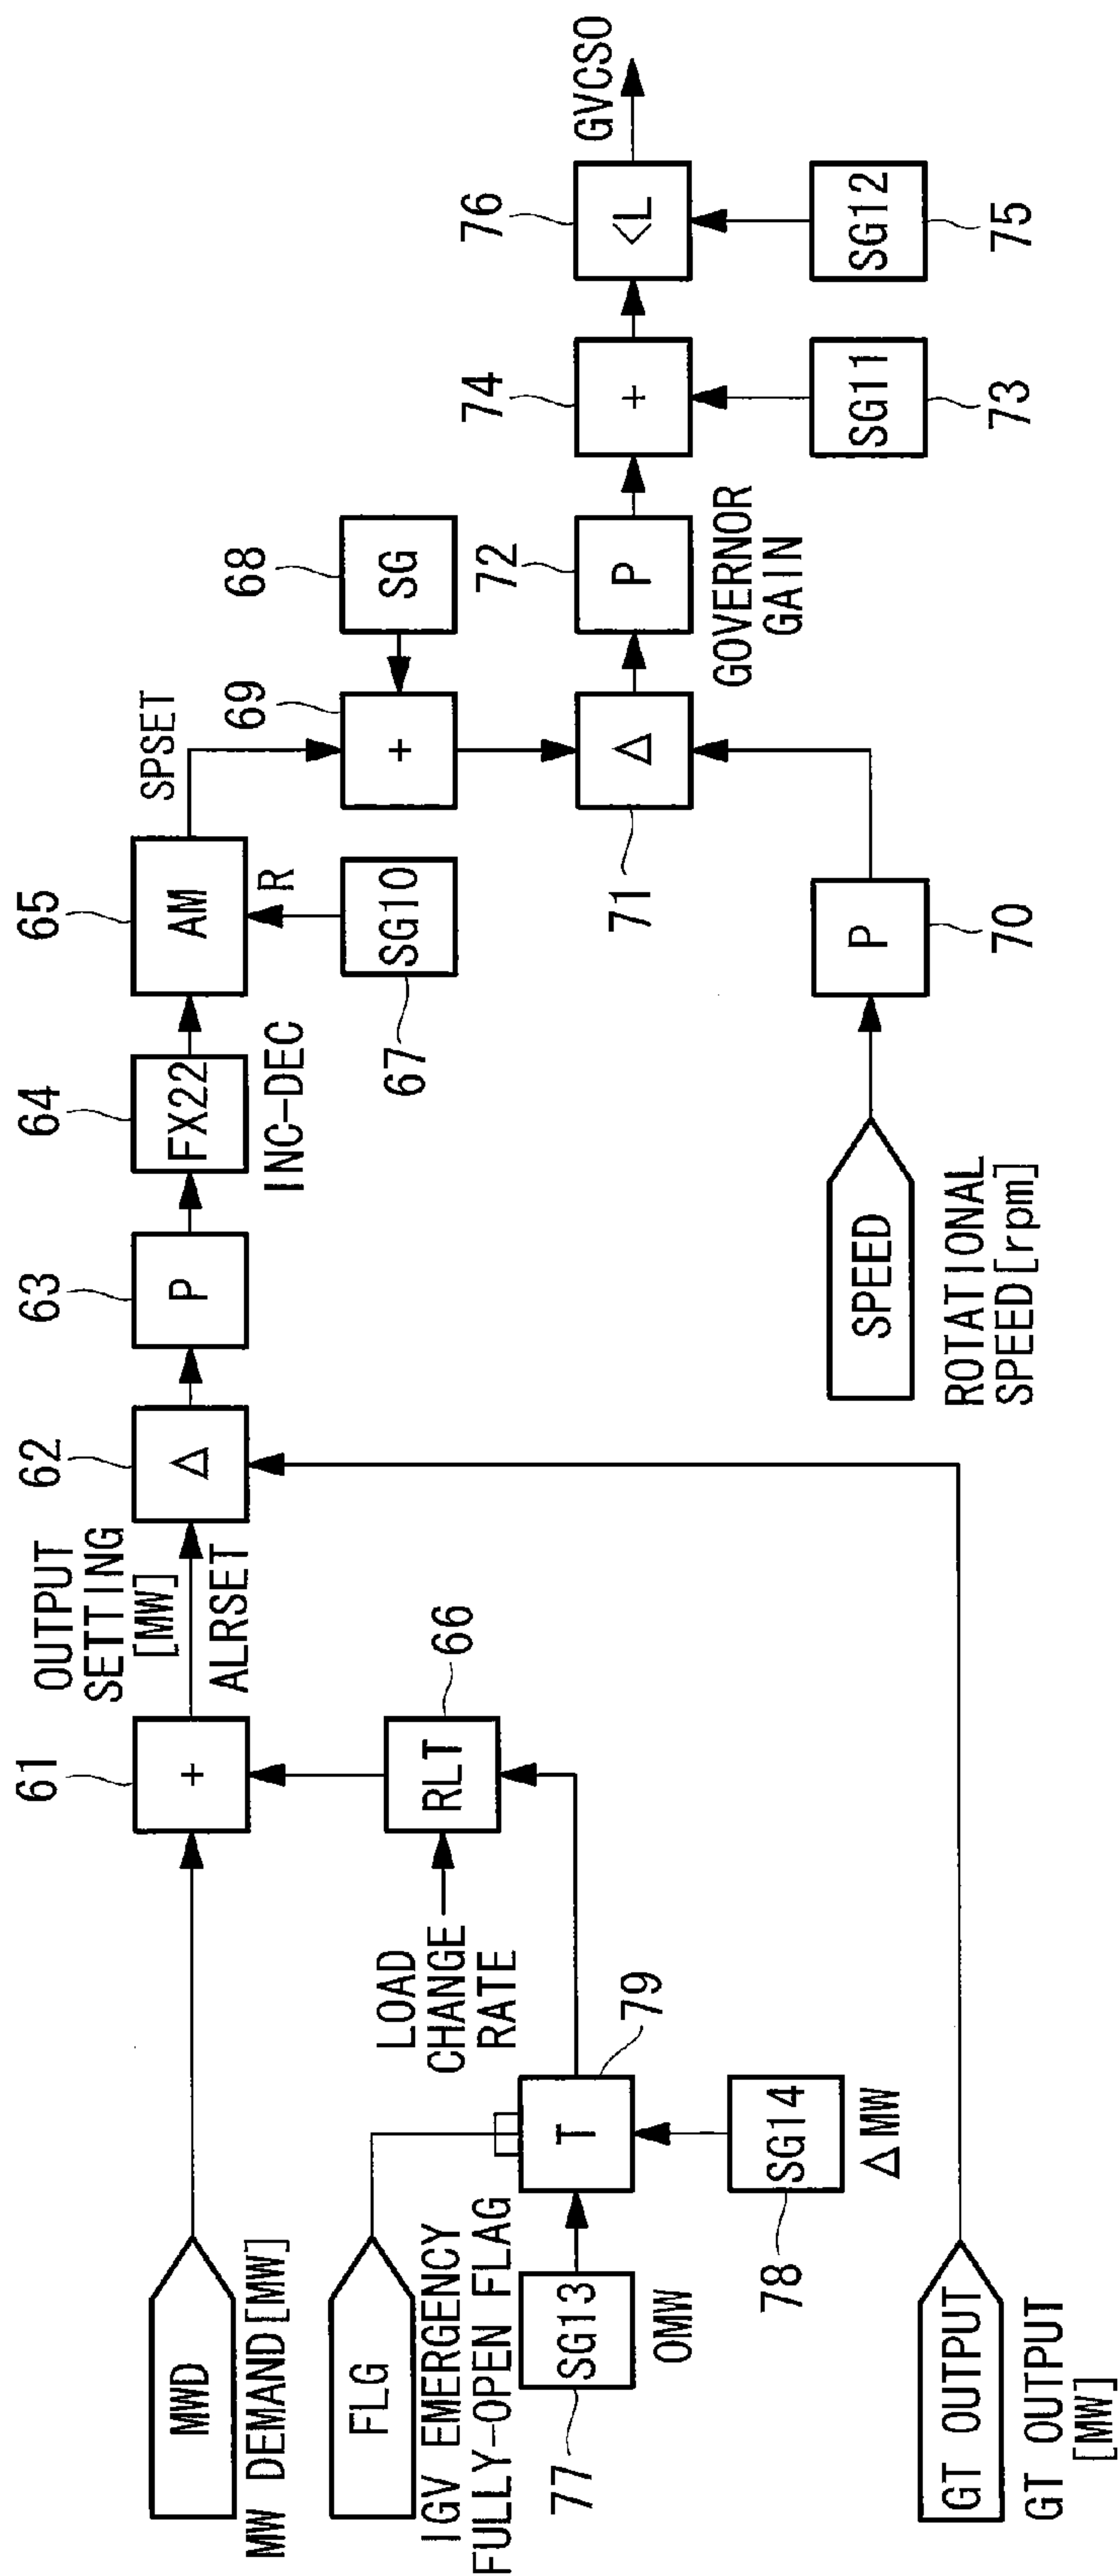 MWD
MW DEMAND[MW]
FLG
IGV EMERGENCY
FULLY-OPEN FLAG
SG13
77
OMW
GT OUTPUT
GT OUTPUT
[MW]
T
79
SG14
78
ΔMW
LOAD
CHANGE
RATE
RLT
66
61
+
OUTPUT
SETTING
[MW]
ALRSET
62
Δ
63
P
64
FX22
INC-DEC
65
AM
R
SG10
67
SPSET
SPEED
ROTATIONAL
SPEED[rpm]
P
70
69
+
68
SG
71
Δ
72
P
GOVERNOR
GAIN
74
+
SG11
73
76
<L
SG12
75
GVCSO